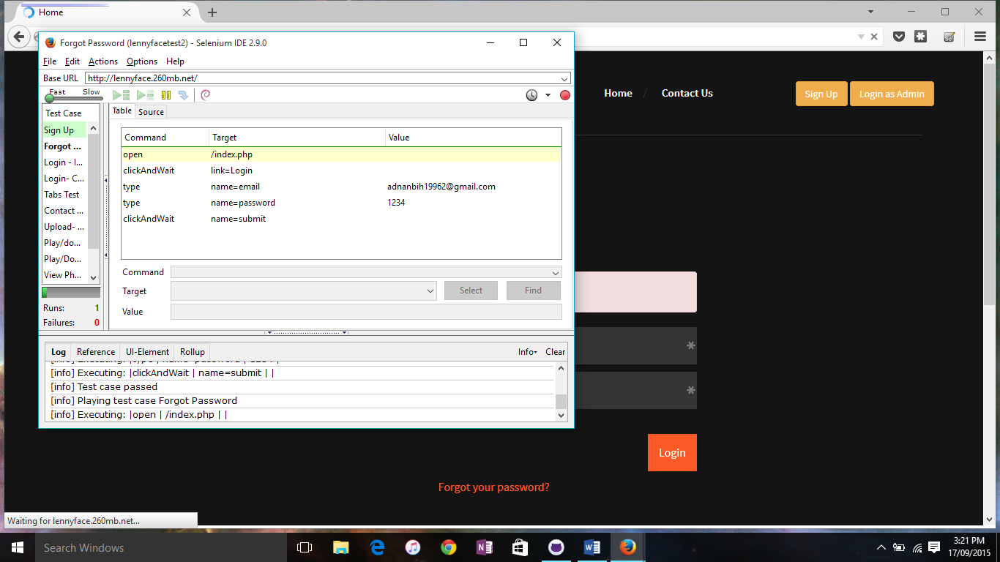 Home
Forgot Password (lennyfacetest2) - Selenium IDE 2.9.0
File Edit Actions Options Help
Base URL http://lennyface.260mb.net/
Fast Slow
Test Case
Sign Up
Forgot ...
Login - I...
Login- C...
Tabs Test
Contact ...
Upload- ...
Play/do...
Play/Do...
View Ph...
Runs: 1
Failures: 0
Table Source
Command Target Value
open /index.php
clickAndWait link=Login
type name=email adnanbih19962@gmail.com
type name=password 1234
clickAndWait name=submit
Command
Target Select Find
Value
Log Reference UI-Element Rollup Info Clear
[info] Executing: |type | name=password | 1234 |
[info] Executing: |clickAndWait | name=submit | |
[info] Test case passed
[info] Playing test case Forgot Password
[info] Executing: |open | /index.php | |
Home / Contact Us
Sign Up Login as Admin
*
*
Login
Forgot your password?
Waiting for lennyface.260mb.net...
Search Windows
3:21 PM
17/09/2015